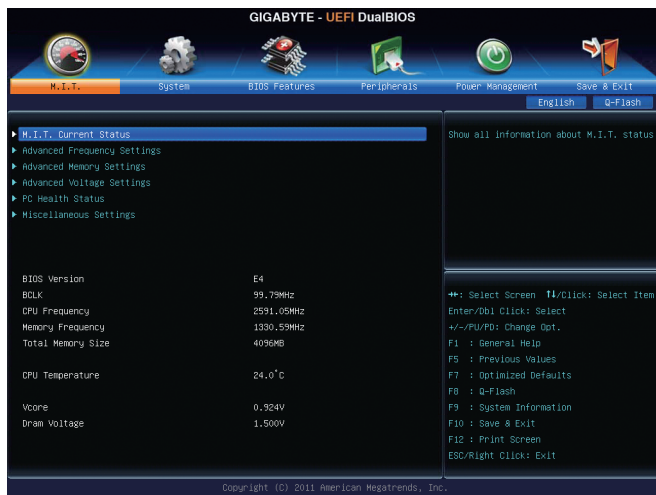 GIGABYTE - UEFI DualBIOS
M.I.T. System BIOS Features Peripherals Power Management Save & Exit
English Q-Flash
M.I.T. Current Status
Advanced Frequency Settings
Advanced Memory Settings
Advanced Voltage Settings
PC Health Status
Miscellaneous Settings
BIOS Version E4
BCLK 99.79MHz
CPU Frequency 2591.05MHz
Memory Frequency 1330.59MHz
Total Memory Size 4096MB
CPU Temperature 24.0°C
Vcore 0.924V
Dram Voltage 1.500V
Show all information about M.I.T. status
→←: Select Screen ↑↓/Click: Select Item
Enter/Dbl Click: Select
+/-/PU/PD: Change Opt.
F1 : General Help
F5 : Previous Values
F7 : Optimized Defaults
F8 : Q-Flash
F9 : System Information
F10 : Save & Exit
F12 : Print Screen
ESC/Right Click: Exit
Copyright (C) 2011 American Megatrends, Inc.